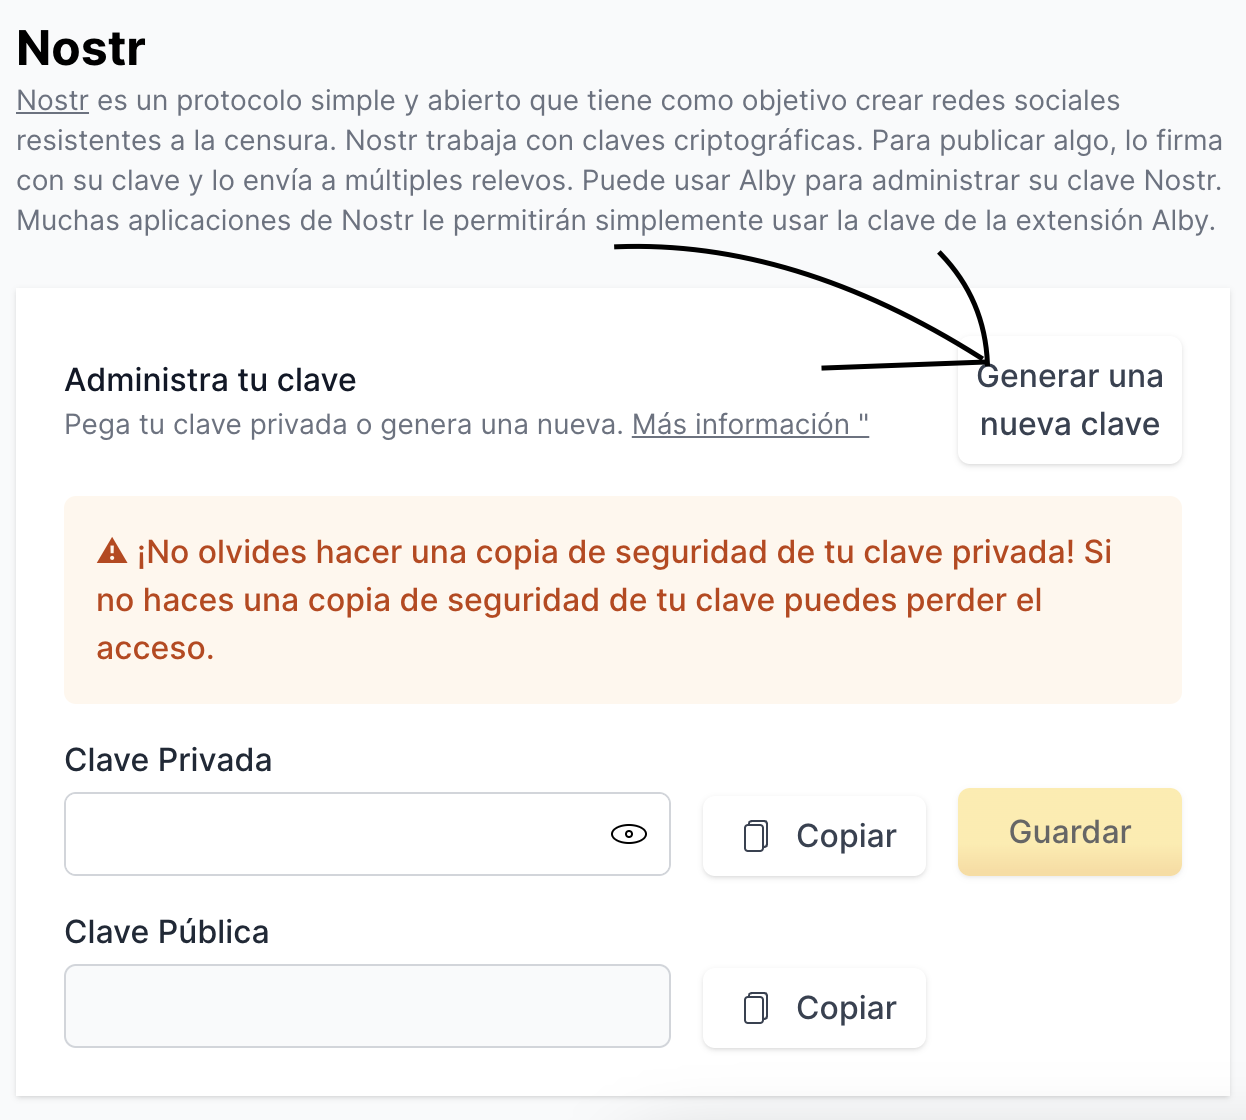 Nostr
Nostr es un protocolo simple y abierto que tiene como objetivo crear redes sociales
resistentes a la censura. Nostr trabaja con claves criptográficas. Para publicar algo, lo firma
con su clave y lo envía a múltiples relevos. Puede usar Alby para administrar su clave Nostr.
Muchas aplicaciones de Nostr le permitirán simplemente usar la clave de la extensión Alby.
Administra tu clave
Pega tu clave privada o genera una nueva. Más información "
Generar una
nueva clave
¡No olvides hacer una copia de seguridad de tu clave privada! Si
no haces una copia de seguridad de tu clave puedes perder el
acceso.
Clave Privada
Copiar
Guardar
Clave Pública
Copiar